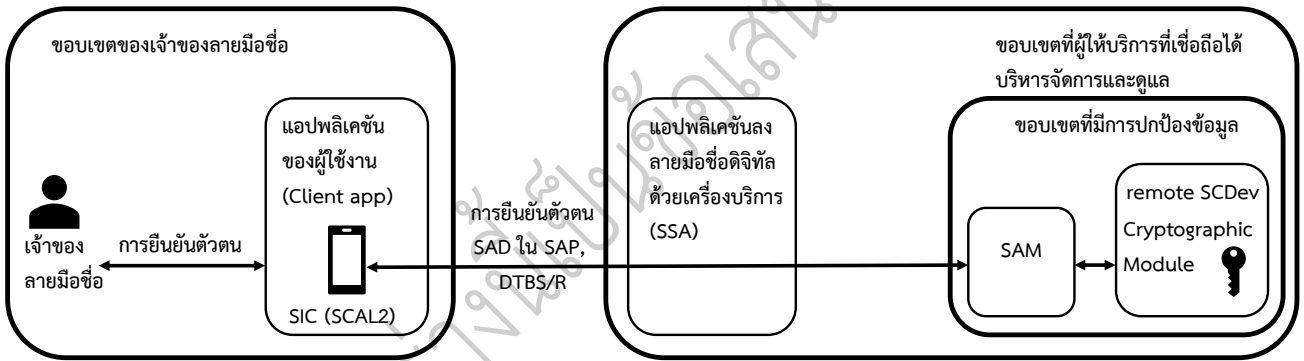 ขอบเขตของเจ้าของลายมือชื่อ
แอปพลิเคชัน
ของผู้ใช้งาน
(Client app)
เจ้าของ
ลายมือชื่อ
การยืนยันตัวตน
SIC (SCAL2)
การยืนยันตัวตน
SAD ใน SAP,
DTBS/R
ขอบเขตที่ผู้ให้บริการที่เชื่อถือได้
บริหารจัดการและดูแล
แอปพลิเคชันลง
ลายมือชื่อดิจิทัล
ด้วยเครื่องบริการ
(SSA)
ขอบเขตที่มีการปกป้องข้อมูล
SAM
remote SCDev
Cryptographic
Module